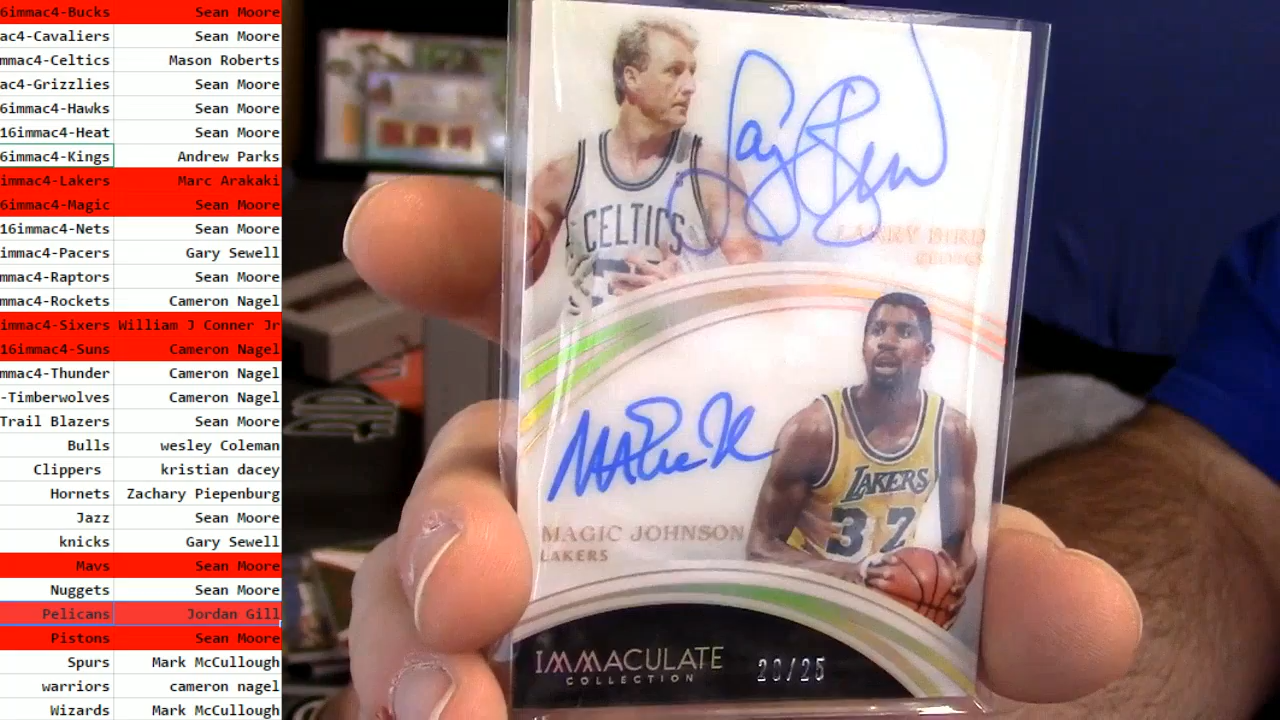 6immac4-Bucks Sean Moore
ac4-Cavaliers Sean Moore
mmac4-Celtics Mason Roberts
ac4-Grizzlies Sean Moore
6immac4-Hawks Sean Moore
16immac4-Heat Sean Moore
6immac4-Kings Andrew Parks
immac4-Lakers Marc Arakaki
6immac4-Magic Sean Moore
16immac4-Nets Sean Moore
mmac4-Pacers Gary Sewell
mmac4-Raptors Sean Moore
mmac4-Rockets Cameron Nagel
immac4-Sixers William J Conner Jr
16immac4-Suns Cameron Nagel
mmac4-Thunder Cameron Nagel
-Timberwolves Cameron Nagel
Trail Blazers Sean Moore
Bulls wesley Coleman
Clippers kristian dacey
Hornets Zachary Piepenburg
Jazz Sean Moore
knicks Gary Sewell
Mavs Sean Moore
Nuggets Sean Moore
Pelicans Jordan Gill
Pistons Sean Moore
Spurs Mark McCullough
warriors cameron nagel
Wizards Mark McCullough
Larry Bird
CELTICS
LARRY BIRD
CELTICS
LAKERS
32
MAGIC JOHNSON
LAKERS
IMMACULATE
COLLECTION
20/25